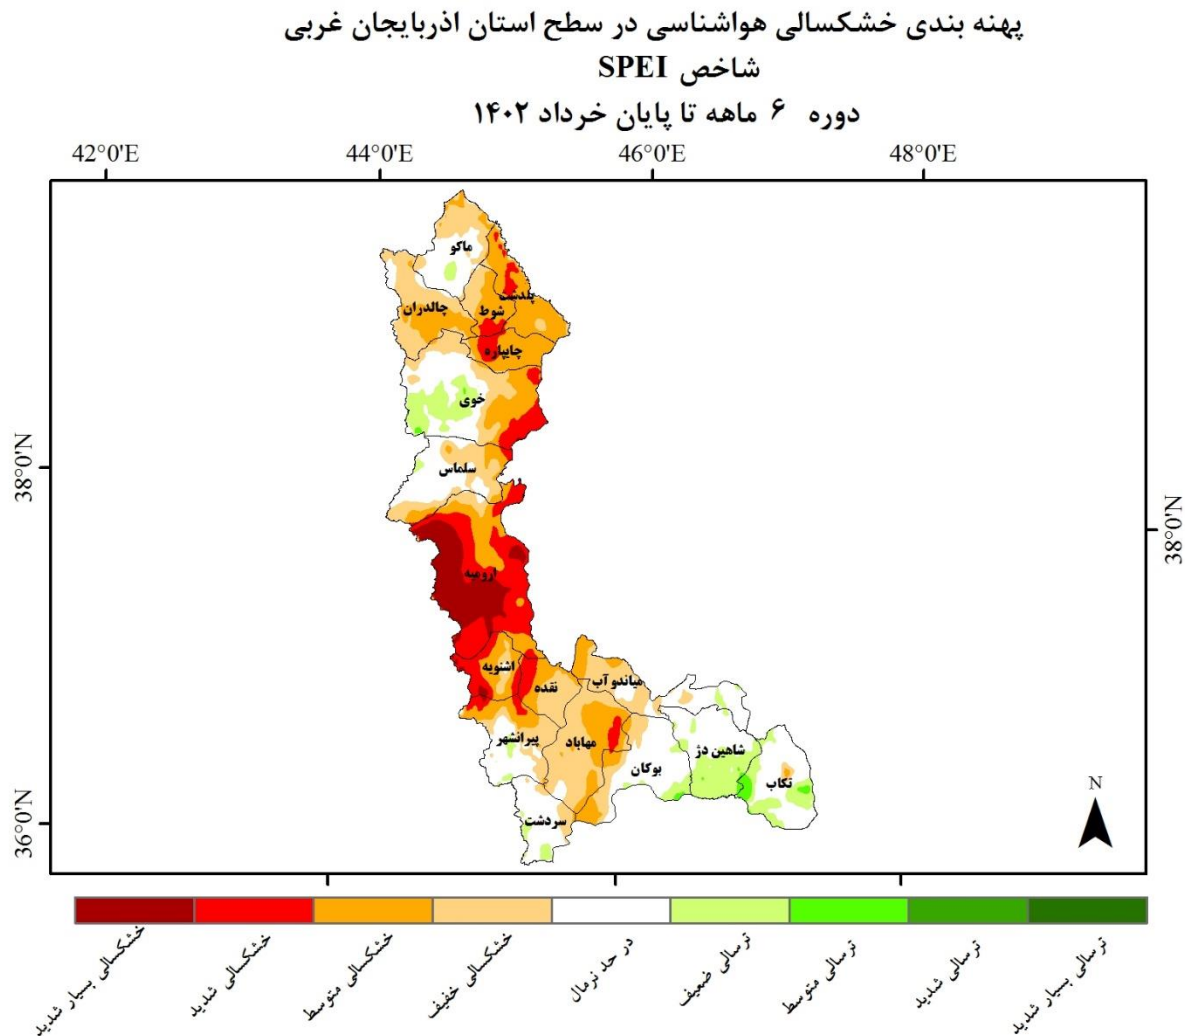 پهنه بندی خشکسالی هواشناسی در سطح استان اذربایجان غربی
شاخص SPEI
دوره ۶ ماهه تا پایان خرداد ۱۴۰۲
42°0'E
44°0'E
46°0'E
48°0'E
ماکو
پلدشت
چالدران
شوط
چایپاره
خوی
38°0'N
سلماس
38°0'N
ارومیه
اشنویه
نقده
میاندوآب
پیرانشهر
مهاباد
شاهین دژ
بوکان
تکاب
N
36°0'N
سردشت
خشکسالی بسیار شدید
خشکسالی شدید
خشکسالی متوسط
خشکسالی خفیف
در حد نرمال
ترسالی ضعیف
ترسالی متوسط
ترسالی شدید
ترسالی بسیار شدید